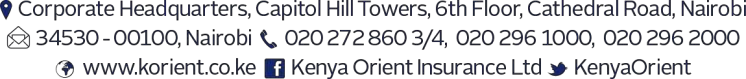 Corporate Headquarters, Capitol Hill Towers, 6th Floor, Cathedral Road, Nairobi
34530 - 00100, Nairobi 020 272 860 3/4, 020 296 1000, 020 296 2000
www.korient.co.ke Kenya Orient Insurance Ltd KenyaOrient